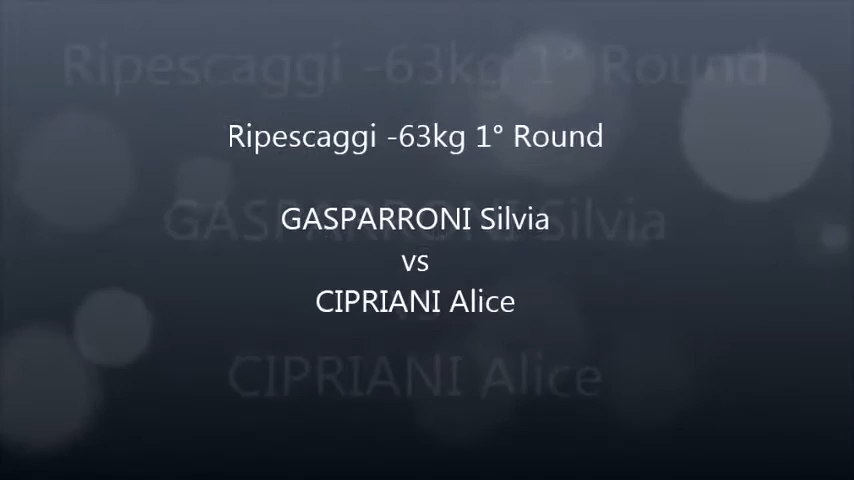 Ripescaggi -63kg 1° Round
GASPARRONI Silvia
vs
CIPRIANI Alice